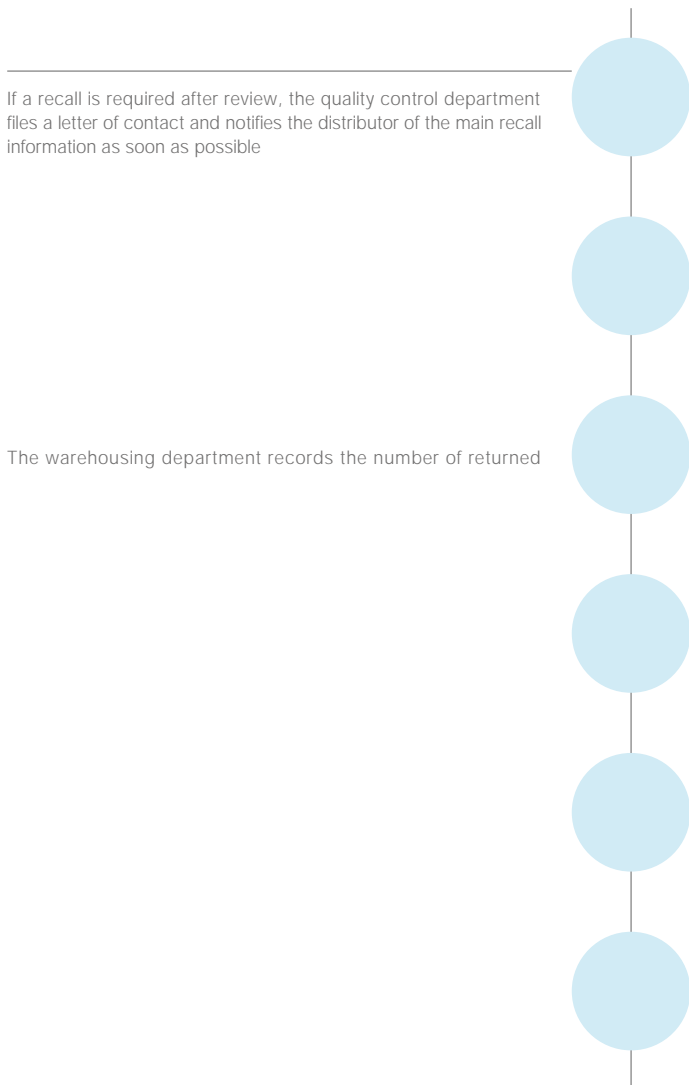 If a recall is required after review, the quality control department
files a letter of contact and notifies the distributor of the main recall
information as soon as possible
The warehousing department records the number of returned